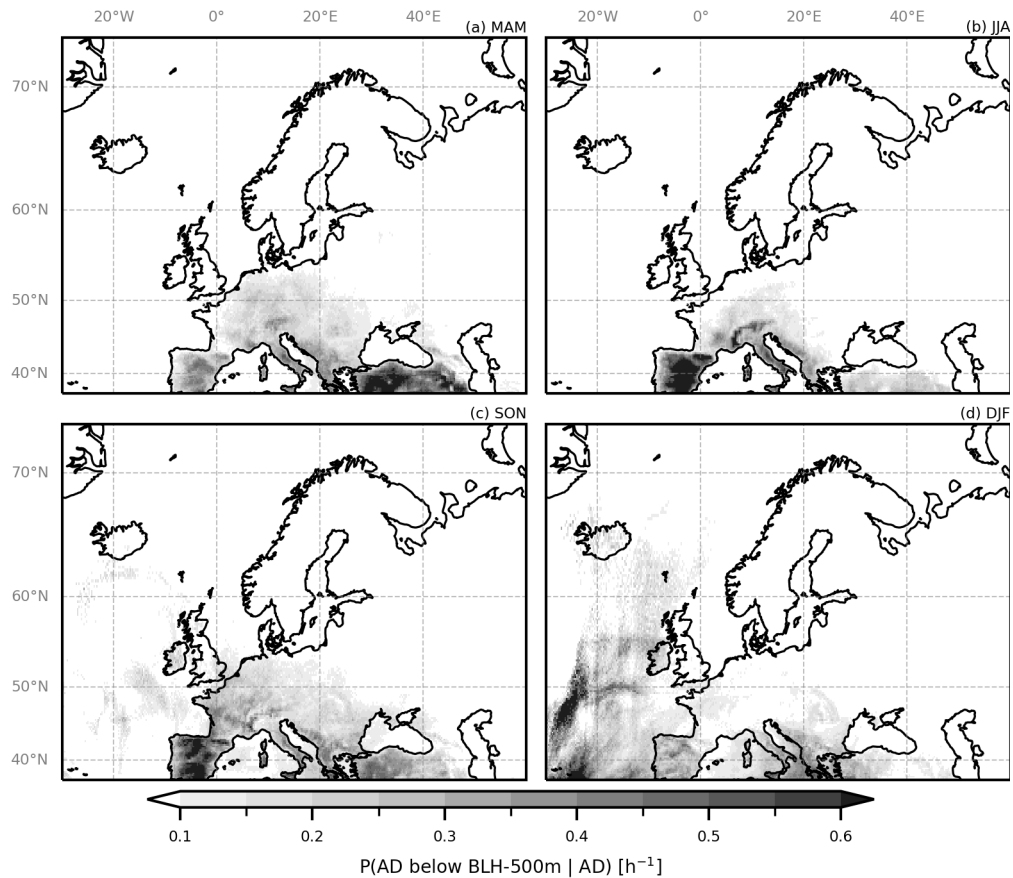 20°W 0° 20°E 40°E 20°W 0° 20°E 40°E
(a) MAM (b) JJA
70°N
60°N
50°N
40°N
(c) SON (d) DJF
70°N
60°N
50°N
40°N
0.1 0.2 0.3 0.4 0.5 0.6
P(AD below BLH-500m | AD) [h⁻¹]